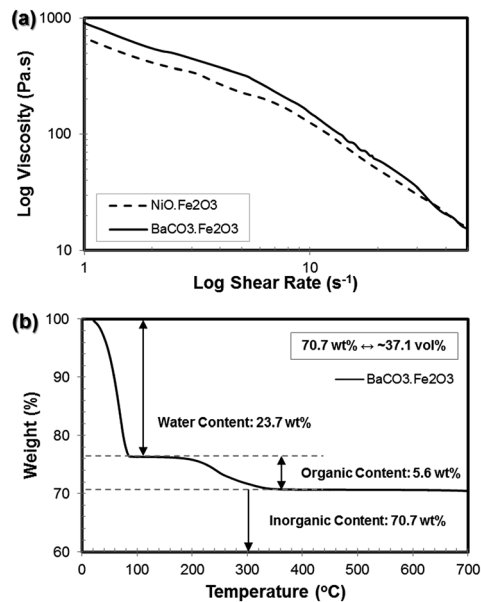 (a)
1000
100
10
Log Viscosity (Pa.s)
NiO.Fe2O3
BaCO3.Fe2O3
1
10
Log Shear Rate (s-1)
(b)
100
90
80
70
60
Weight (%)
70.7 wt% ↔ ~37.1 vol%
BaCO3.Fe2O3
Water Content: 23.7 wt%
Organic Content: 5.6 wt%
Inorganic Content: 70.7 wt%
0
100
200
300
400
500
600
700
Temperature (oC)